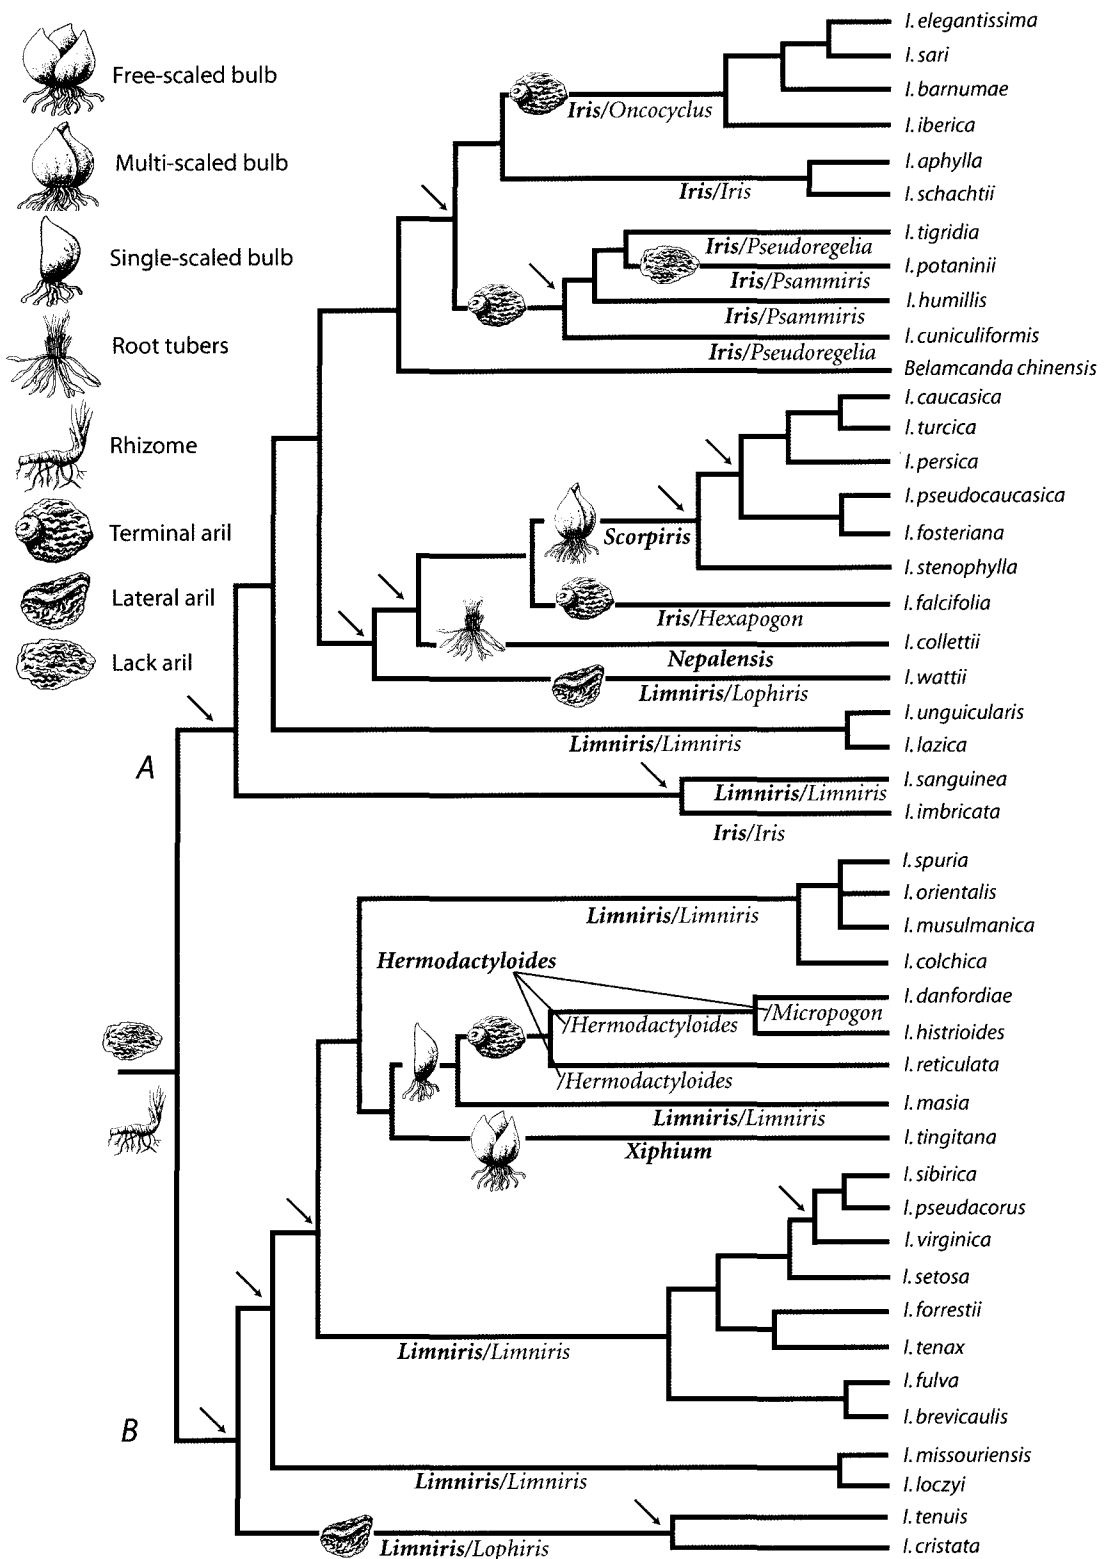 Free-scaled bulb
Multi-scaled bulb
Single-scaled bulb
Root tubers
Rhizome
Terminal aril
Lateral aril
Lack aril
A
B
I. elegantissima
I. sari
I. barnumae
Iris/Oncocyclus
I. iberica
I. aphylla
Iris/Iris
I. schachtii
I. tigridia
Iris/Pseudoregelia
I. potaninii
Iris/Psammiris
I. humillis
Iris/Psammiris
I. cuniculiformis
Iris/Pseudoregelia
Belamcanda chinensis
I. caucasica
I. turcica
I. persica
I. pseudocaucasica
Scorpiris
I. fosteriana
I. stenophylla
I. falcifolia
Iris/Hexapogon
I. collettii
Nepalensis
I. wattii
Limniris/Lophiris
I. unguicularis
Limniris/Limniris
I. lazica
I. sanguinea
Limniris/Limniris
I. imbricata
Iris/Iris
I. spuria
I. orientalis
Limniris/Limniris
I. musulmanica
I. colchica
Hermodactyloides
I. danfordiae
/Micropogon
/Hermodactyloides
I. histrioides
I. reticulata
/Hermodactyloides
I. masia
Limniris/Limniris
I. tingitana
Xiphium
I. sibirica
I. pseudacorus
I. virginica
I. setosa
I. forrestii
I. tenax
Limniris/Limniris
I. fulva
I. brevicaulis
I. missouriensis
Limniris/Limniris
I. loczyi
I. tenuis
I. cristata
Limniris/Lophiris